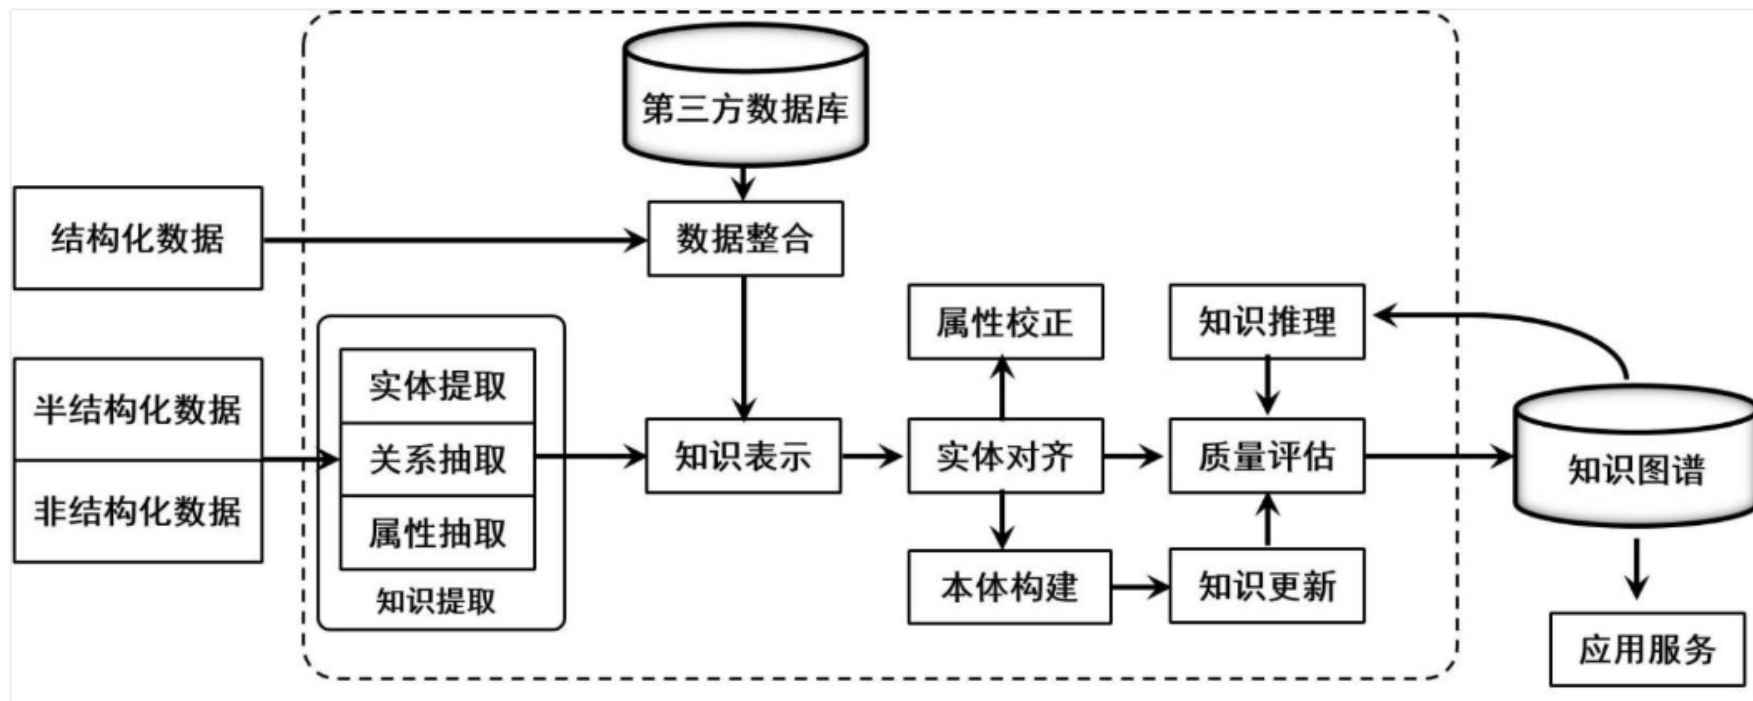 第三方数据库
结构化数据
数据整合
属性校正
知识推理
半结构化数据
非结构化数据
实体提取
关系抽取
属性抽取
知识提取
知识表示
实体对齐
质量评估
知识图谱
本体构建
知识更新
应用服务